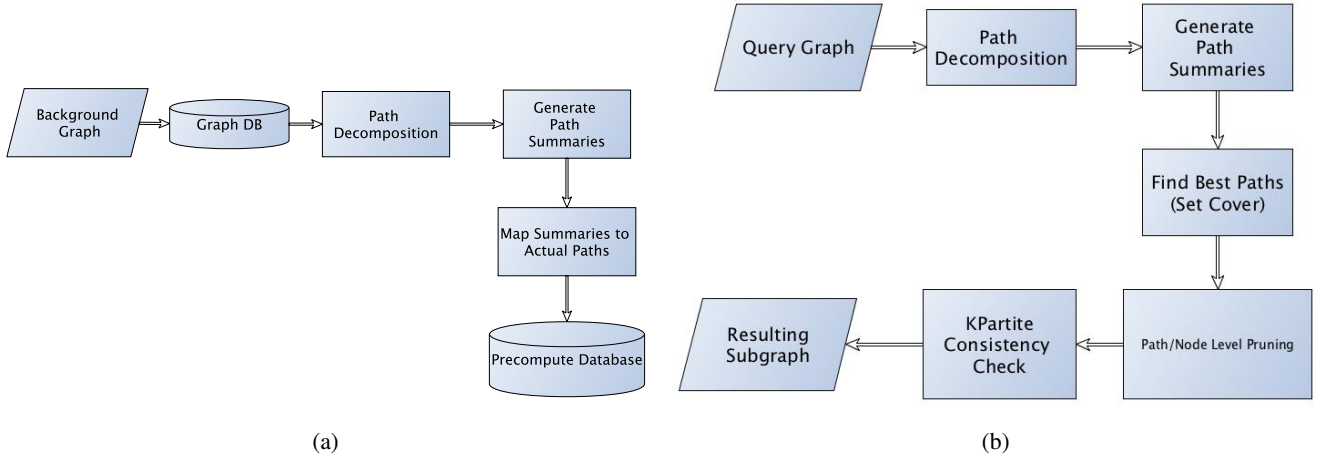 Background
Graph
Graph DB
Path
Decomposition
Generate
Path
Summaries
Map Summaries to
Actual Paths
Precompute Database
(a)
Query Graph
Path
Decomposition
Generate
Path
Summaries
Find Best Paths
(Set Cover)
Path/Node Level Pruning
KPartite
Consistency
Check
Resulting
Subgraph
(b)